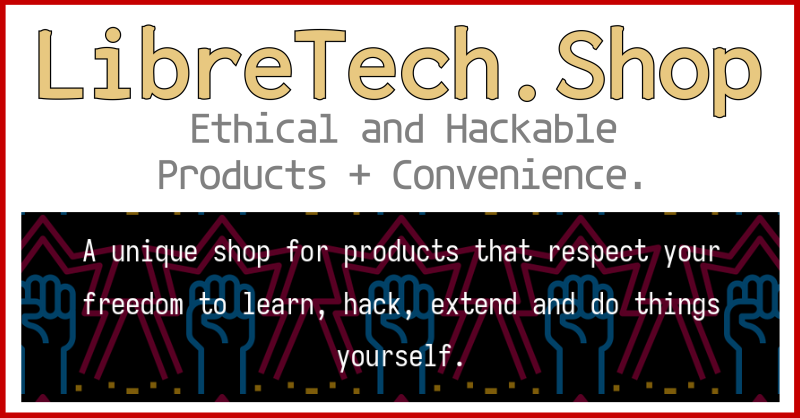 LibreTech.Shop
Ethical and Hackable
Products + Convenience.
A unique shop for products that respect your
freedom to learn, hack, extend and do things
yourself.